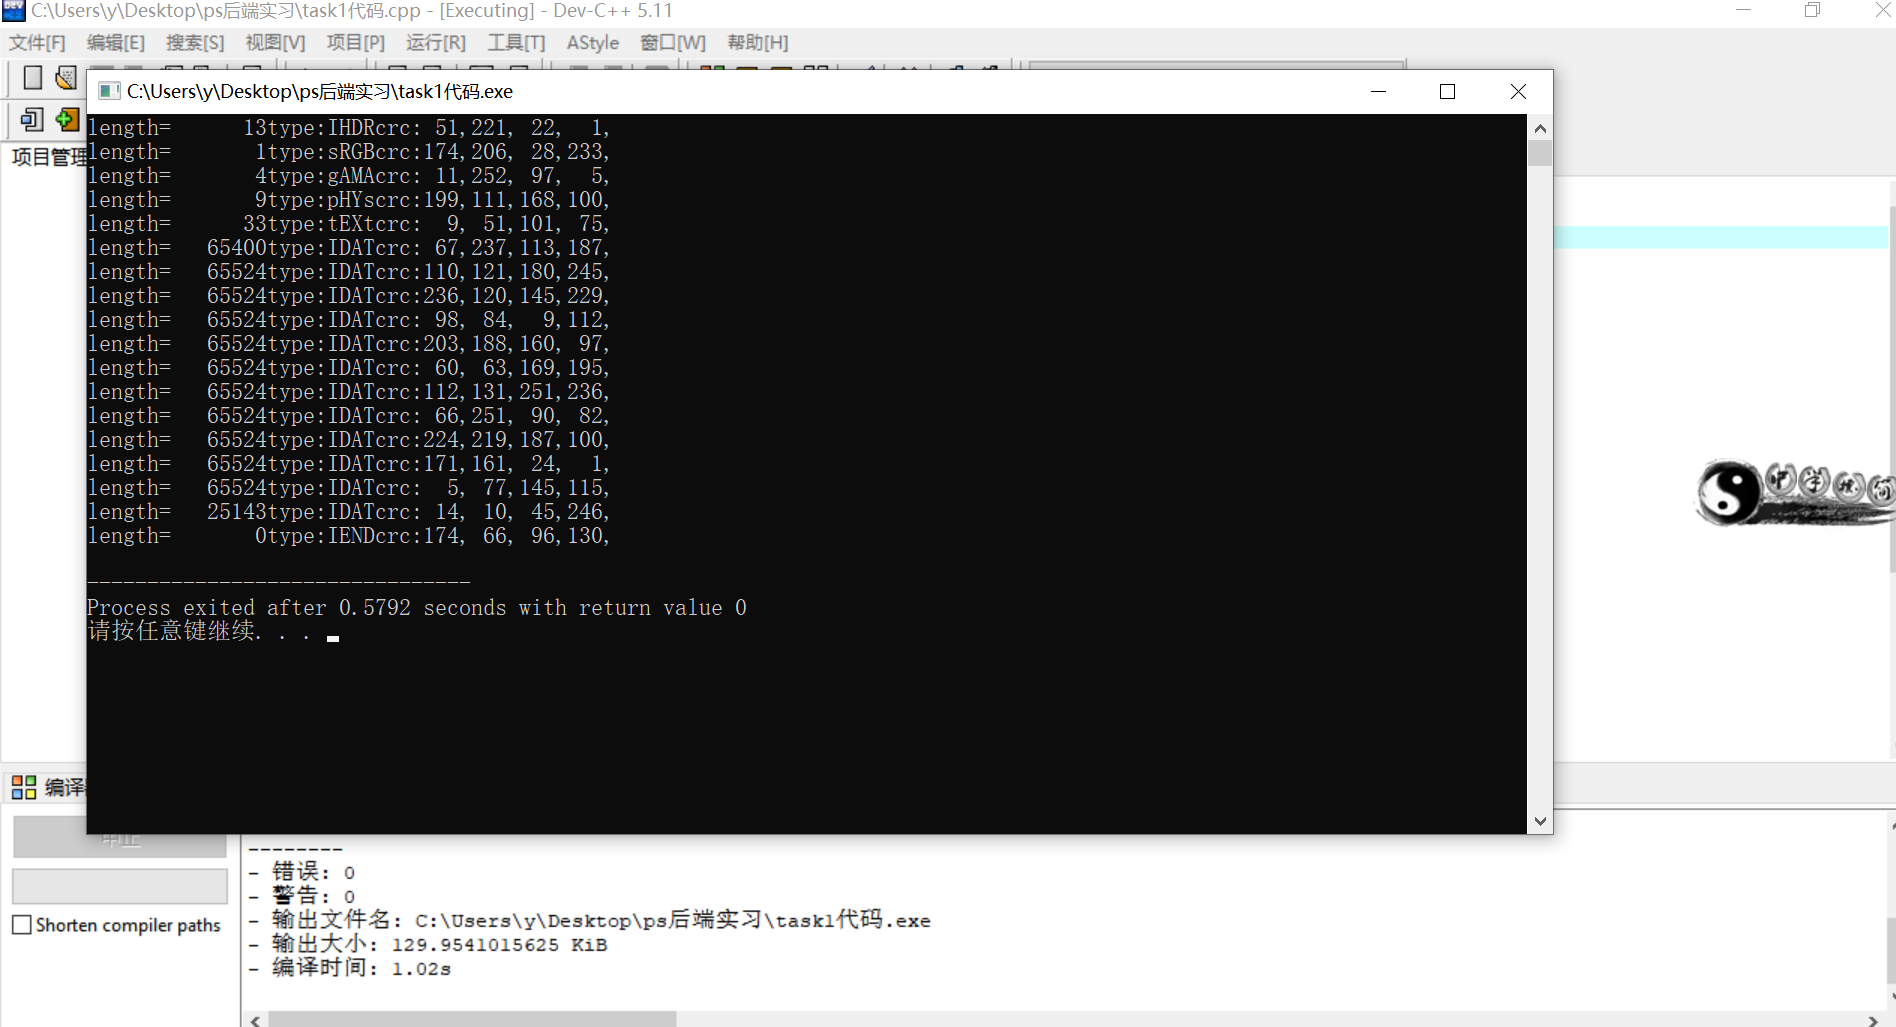 C:\Users\y\Desktop\ps后端实习\task1代码.cpp - [Executing] - Dev-C++ 5.11
文件[F] 编辑[E] 搜索[S] 视图[V] 项目[P] 运行[R] 工具[T] AStyle 窗口[W] 帮助[H]
C:\Users\y\Desktop\ps后端实习\task1代码.exe
项目管理
length=      13type:IHDRcrc: 51,221, 22,  1,
length=       1type:sRGBcrc:174,206, 28,233,
length=       4type:gAMAcrc: 11,252, 97,  5,
length=       9type:pHYscrc:199,111,168,100,
length=      33type:tEXtcrc:  9, 51,101, 75,
length=   65400type:IDATcrc: 67,237,113,187,
length=   65524type:IDATcrc:110,121,180,245,
length=   65524type:IDATcrc:236,120,145,229,
length=   65524type:IDATcrc: 98, 84,  9,112,
length=   65524type:IDATcrc:203,188,160, 97,
length=   65524type:IDATcrc: 60, 63,169,195,
length=   65524type:IDATcrc:112,131,251,236,
length=   65524type:IDATcrc: 66,251, 90, 82,
length=   65524type:IDATcrc:224,219,187,100,
length=   65524type:IDATcrc:171,161, 24,  1,
length=   65524type:IDATcrc:  5, 77,145,115,
length=   25143type:IDATcrc: 14, 10, 45,246,
length=       0type:IENDcrc:174, 66, 96,130,
--------------------------------
Process exited after 0.5792 seconds with return value 0
请按任意键继续. . .
编译
--------
- 错误: 0
- 警告: 0
- 输出文件名: C:\Users\y\Desktop\ps后端实习\task1代码.exe
- 输出大小: 129.9541015625 KiB
- 编译时间: 1.02s
Shorten compiler paths